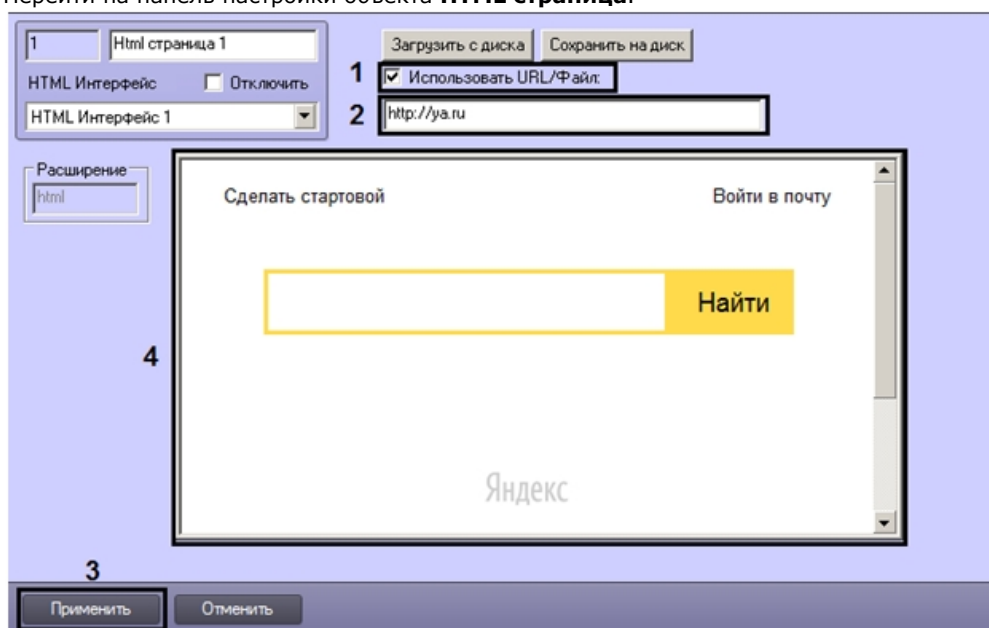 Перейти на панель настройки объекта HTML страница.
1 Html страница 1
Загрузить с диска Сохранить на диск
HTML Интерфейс Отключить
1 Использовать URL/Файл:
HTML Интерфейс 1
2 http://ya.ru
Расширение
html
Сделать стартовой Войти в почту
Найти
4
Яндекс
3
Применить Отменить